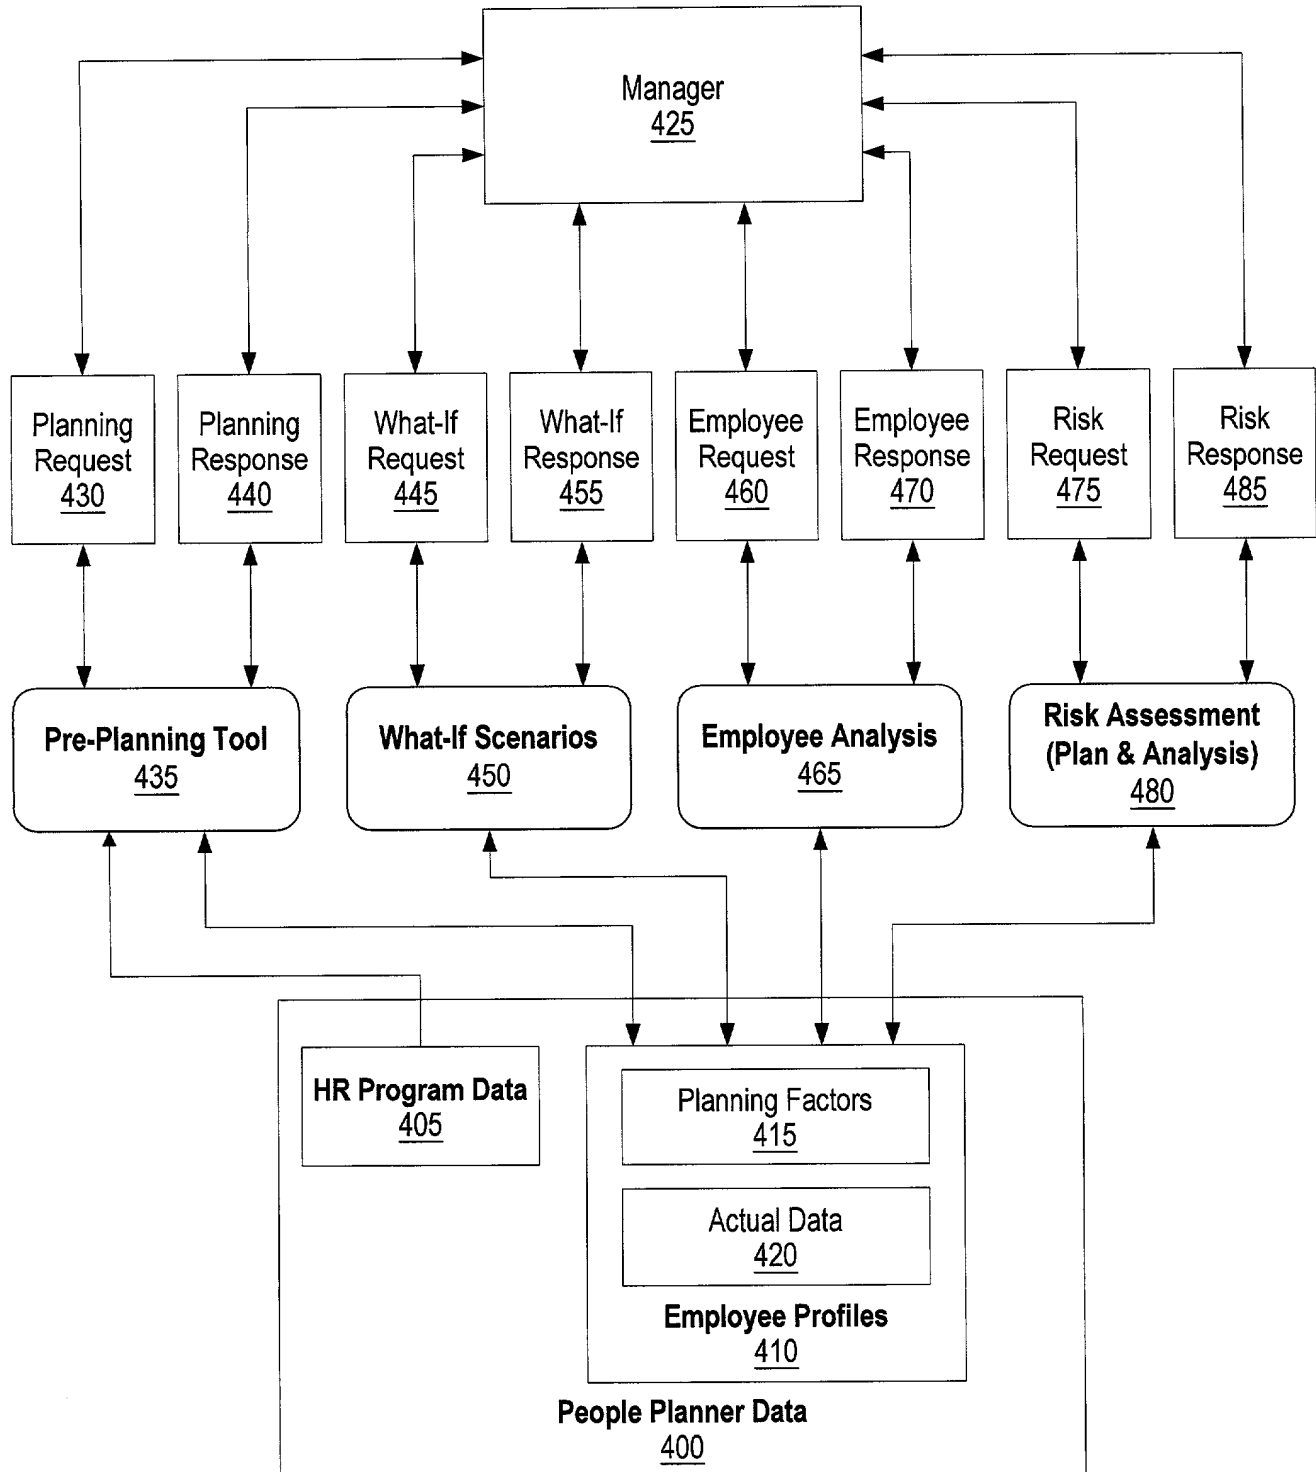 Manager
425
Planning
Request
430
Planning
Response
440
What-If
Request
445
What-If
Response
455
Employee
Request
460
Employee
Response
470
Risk
Request
475
Risk
Response
485
Pre-Planning Tool
435
What-If Scenarios
450
Employee Analysis
465
Risk Assessment
(Plan & Analysis)
480
HR Program Data
405
Planning Factors
415
Actual Data
420
Employee Profiles
410
People Planner Data
400